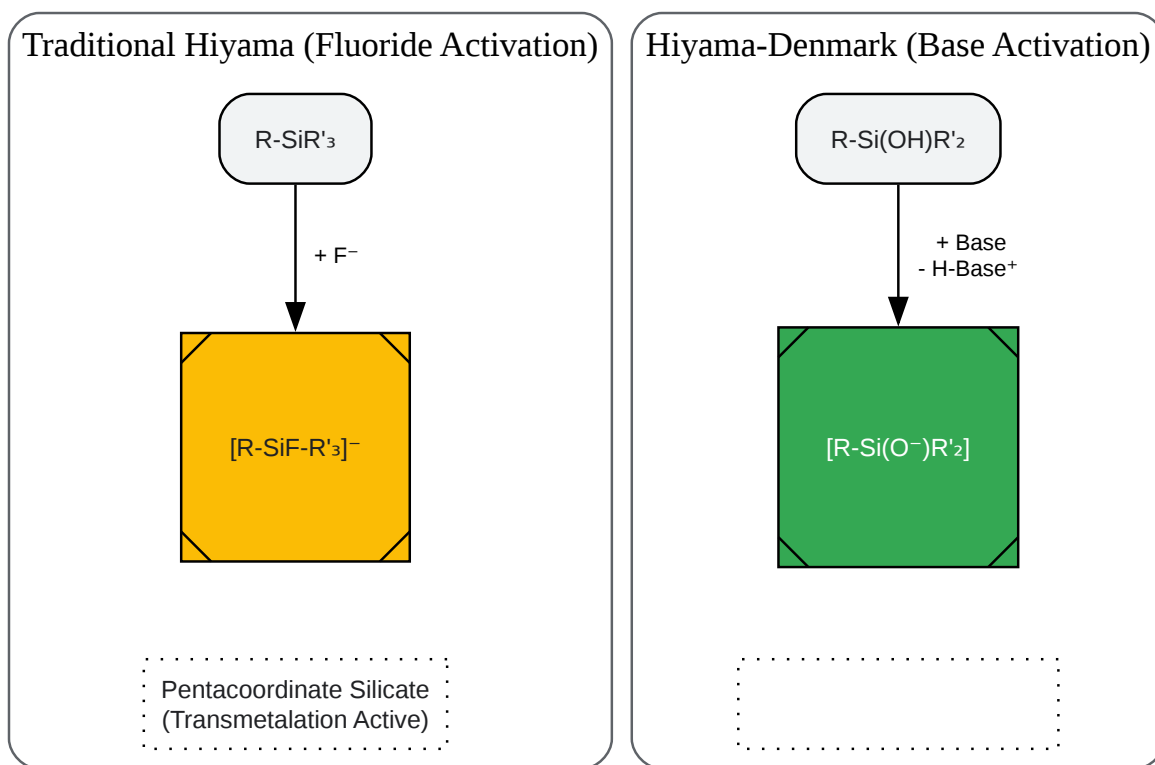 Traditional Hiyama (Fluoride Activation)
R-SiR'₃
+ F⁻
[R-SiF-R'₃]⁻
Pentacoordinate Silicate
(Transmetalation Active)
Hiyama-Denmark (Base Activation)
R-Si(OH)R'₂
+ Base
- H-Base⁺
[R-Si(O⁻)R'₂]